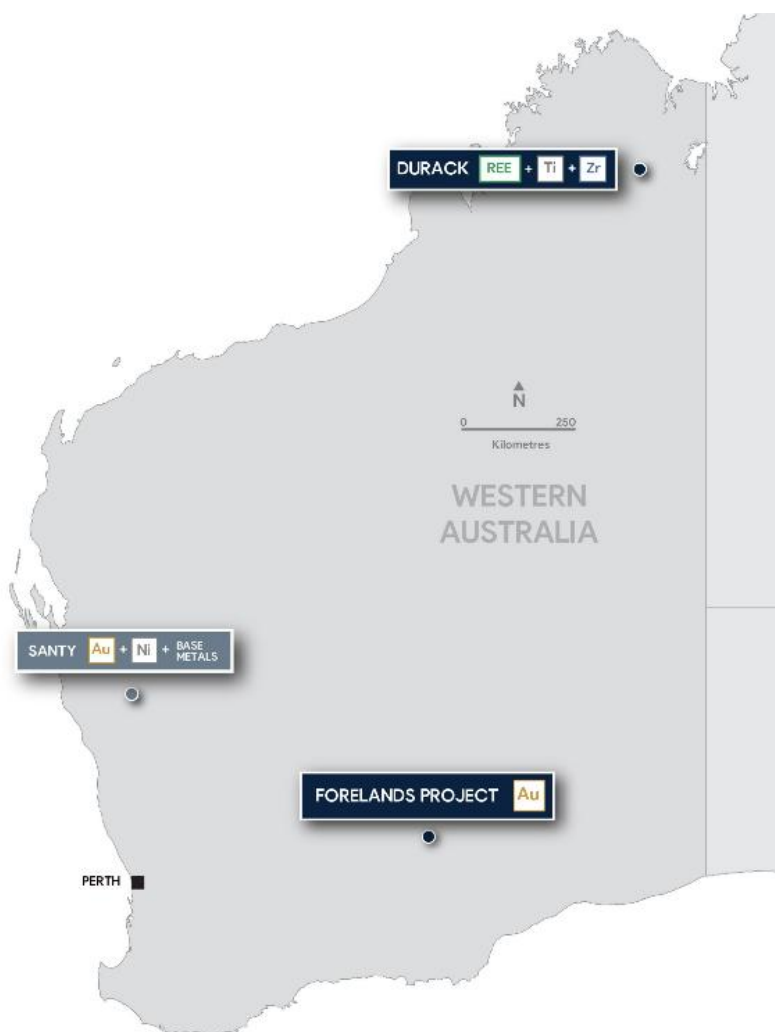 DURACK REE + Ti + Zr
N
0 250
Kilometres
WESTERN
AUSTRALIA
SANTY Au + Ni + BASE
METALS
FORELANDS PROJECT Au
PERTH